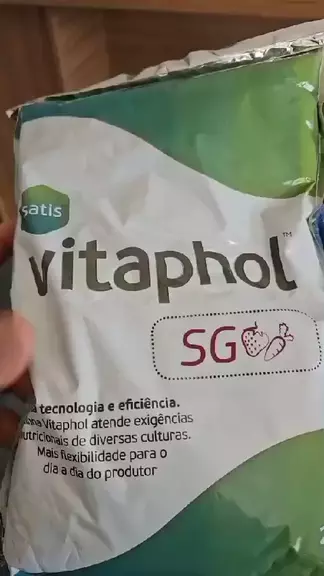 satis
vitaphol™
SG
tecnologia e eficiência.
Vitaphol atende exigências
nutricionais de diversas culturas.
Mais flexibilidade para o
dia a dia do produtor